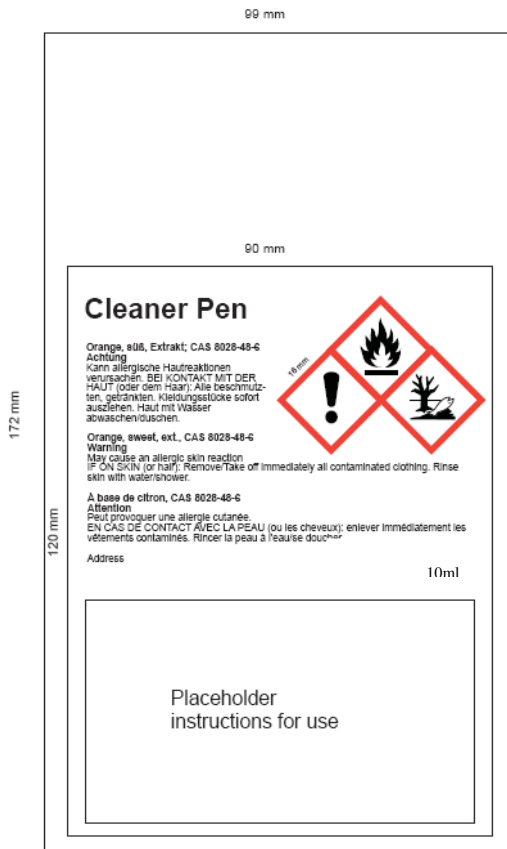 99 mm
172 mm
90 mm
120 mm
Cleaner Pen
16 mm
Orange, süß, Extrakt; CAS 8028-48-6
Achtung
Kann allergische Hautreaktionen
verursachen. BEI KONTAKT MIT DER
HAUT (oder dem Haar): Alle beschmutz-
ten, getränkten. Kleidungsstücke sofort
ausziehen. Haut mit Wasser
abwaschen/duschen.
Orange, sweet, ext., CAS 8028-48-6
Warning
May cause an allergic skin reaction
IF ON SKIN (or hair): Remove/Take off immediately all contaminated clothing. Rinse
skin with water/shower.
À base de citron, CAS 8028-48-6
Attention
Peut provoquer une allergie cutanée.
EN CAS DE CONTACT AVEC LA PEAU (ou les cheveux): enlever immédiatement les
vêtements contaminés. Rincer la peau à l'eau/se doucher
Address
10ml
Placeholder
instructions for use